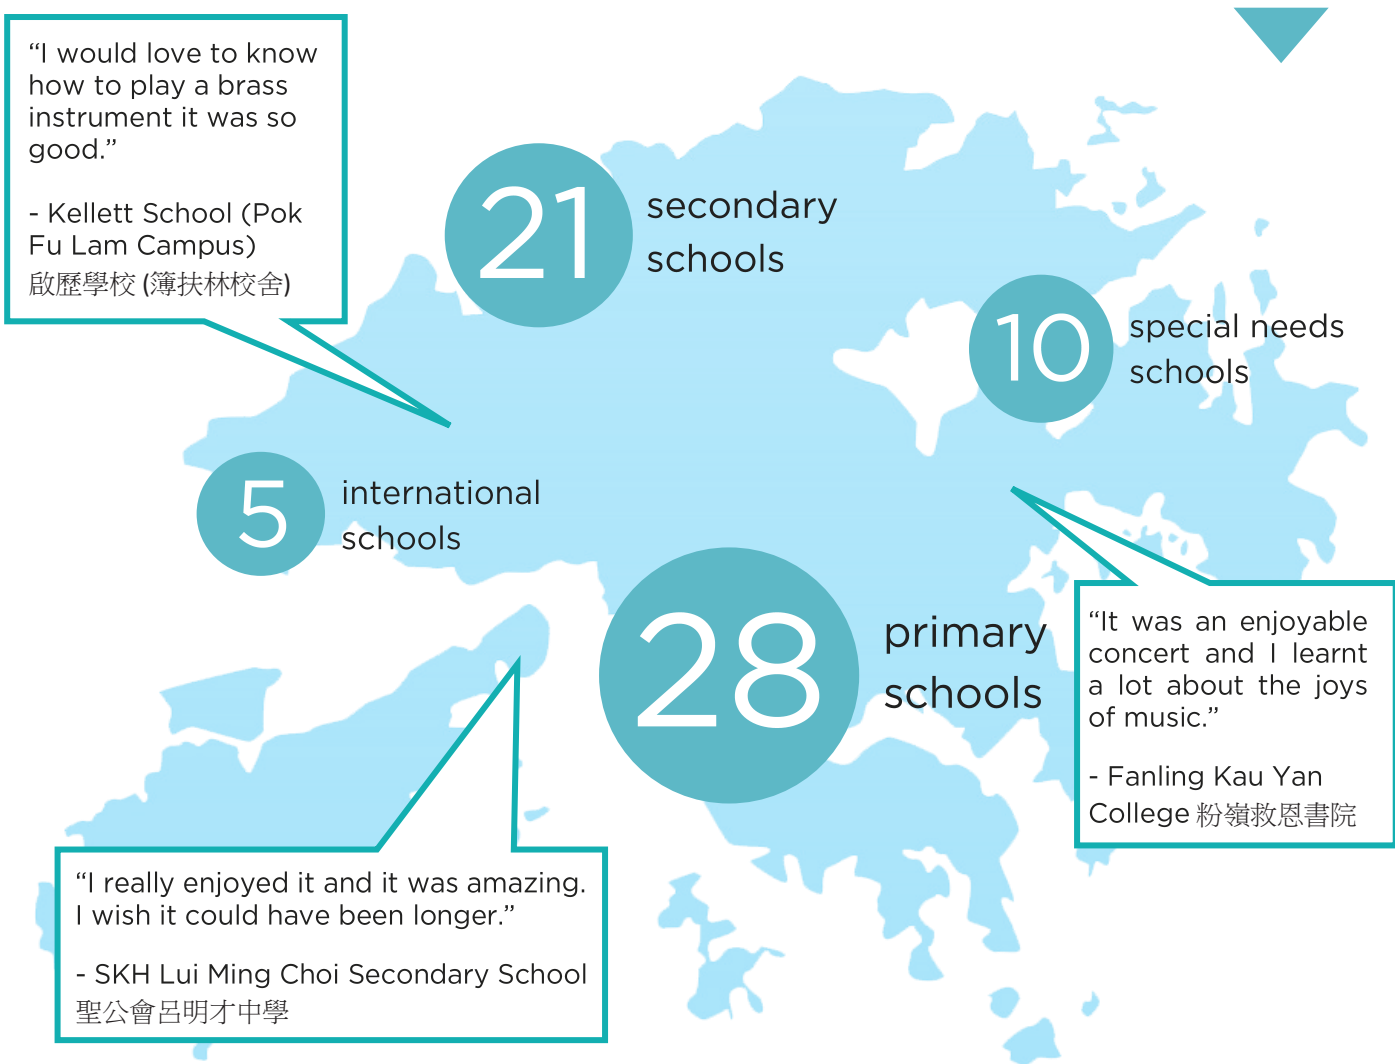 “I would love to know
how to play a brass
instrument it was so
good.”
- Kellett School (Pok
Fu Lam Campus)
啟歷學校 (簿扶林校舍)
21
secondary
schools
10
special needs
schools
5
international
schools
28
primary
schools
“It was an enjoyable
concert and I learnt
a lot about the joys
of music.”
- Fanling Kau Yan
College 粉嶺救恩書院
“I really enjoyed it and it was amazing.
I wish it could have been longer.”
- SKH Lui Ming Choi Secondary School
聖公會呂明才中學